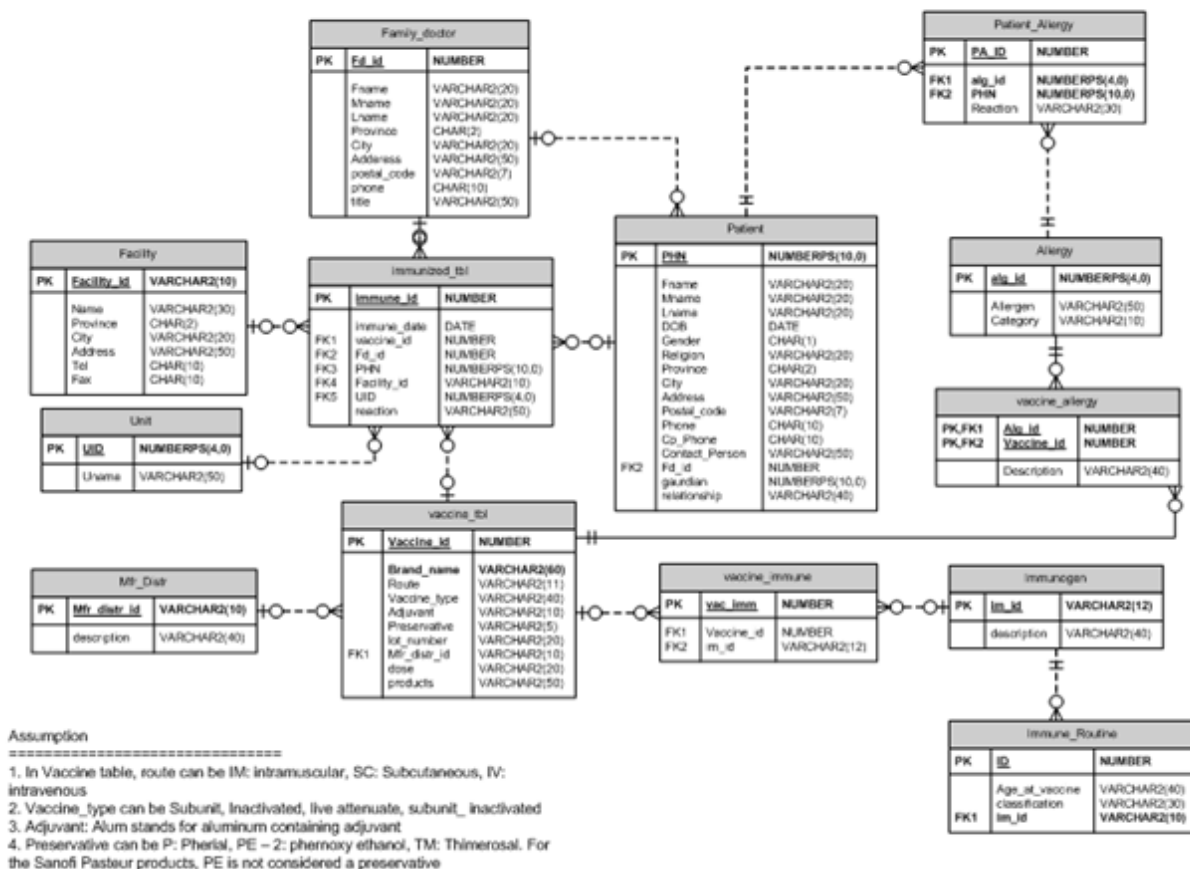 Family_doctor
PK Fd_id NUMBER
Fname VARCHAR2(20)
Mname VARCHAR2(20)
Lname VARCHAR2(20)
Province CHAR(2)
City VARCHAR2(20)
Adderess VARCHAR2(50)
postal_code VARCHAR2(7)
phone CHAR(10)
title VARCHAR2(50)
Patient_Allergy
PK PA_ID NUMBER
FK1 alg_id NUMBERPS(4,0)
FK2 PHN NUMBERPS(10,0)
Reaction VARCHAR2(30)
Facility
PK Facility_id VARCHAR2(10)
Name VARCHAR2(30)
Province CHAR(2)
City VARCHAR2(20)
Address VARCHAR2(50)
Tel CHAR(10)
Fax CHAR(10)
immunized_tbl
PK immune_id NUMBER
immune_date DATE
FK1 vaccine_id NUMBER
FK2 Fd_id NUMBER
FK3 PHN NUMBERPS(10,0)
FK4 Facility_id VARCHAR2(10)
FK5 UID NUMBERPS(4,0)
reaction VARCHAR2(50)
Patient
PK PHN NUMBERPS(10,0)
Fname VARCHAR2(20)
Mname VARCHAR2(20)
Lname VARCHAR2(20)
DOB DATE
Gender CHAR(1)
Religion VARCHAR2(20)
Province CHAR(2)
City VARCHAR2(20)
Address VARCHAR2(50)
Postal_code VARCHAR2(7)
Phone CHAR(10)
Cp_Phone CHAR(10)
Contact_Person VARCHAR2(50)
FK2 Fd_id NUMBER
gaurdian NUMBERPS(10,0)
relationship VARCHAR2(40)
Allergy
PK alg_id NUMBERPS(4,0)
Allergen VARCHAR2(50)
Category VARCHAR2(10)
Unit
PK UID NUMBERPS(4,0)
Uname VARCHAR2(50)
vaccine_allergy
PK,FK1 Alg_id NUMBER
PK,FK2 Vaccine_id NUMBER
Description VARCHAR2(40)
vaccine_tbl
PK Vaccine_id NUMBER
Brand_name VARCHAR2(60)
Route VARCHAR2(11)
Vaccine_type VARCHAR2(40)
Adjuvant VARCHAR2(10)
Preservative VARCHAR2(5)
lot_number VARCHAR2(20)
FK1 Mfr_distr_id VARCHAR2(10)
dose VARCHAR2(20)
products VARCHAR2(50)
Mfr_Distr
PK Mfr_distr_id VARCHAR2(10)
description VARCHAR2(40)
vaccine_immune
PK vac_imm NUMBER
FK1 Vaccine_id NUMBER
FK2 im_id VARCHAR2(12)
Immunogen
PK im_id VARCHAR2(12)
description VARCHAR2(40)
Immune_Routine
PK ID NUMBER
Age_at_vaccine VARCHAR2(40)
classification VARCHAR2(30)
FK1 im_id VARCHAR2(10)
Assumption
===============================
1. In Vaccine table, route can be IM: intramuscular, SC: Subcutaneous, IV:
intravenous
2. Vaccine_type can be Subunit, Inactivated, live attenuate, subunit_ inactivated
3. Adjuvant: Alum stands for aluminum containing adjuvant
4. Preservative can be P: Pherial, PE – 2: phernoxy ethanol, TM: Thimerosal. For
the Sanofi Pasteur products, PE is not considered a preservative